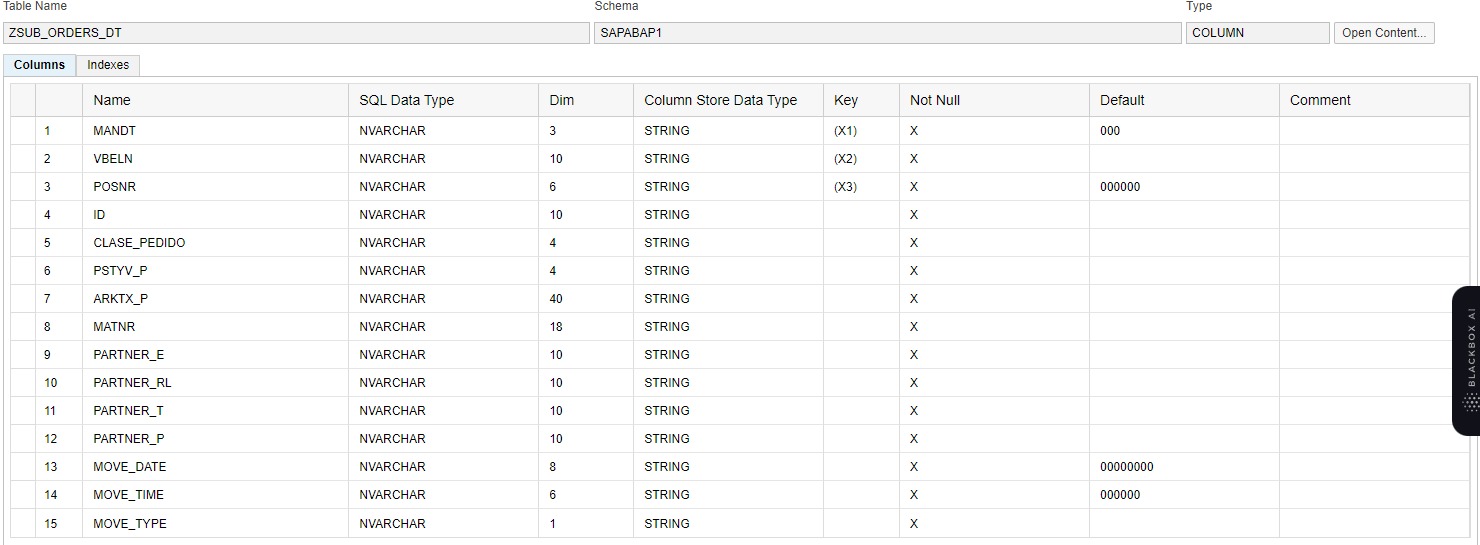 Table Name Schema Type
ZSUB_ORDERS_DT SAPABAP1 COLUMN Open Content...
Columns Indexes
Name SQL Data Type Dim Column Store Data Type Key Not Null Default Comment
1 MANDT NVARCHAR 3 STRING (X1) X 000
2 VBELN NVARCHAR 10 STRING (X2) X
3 POSNR NVARCHAR 6 STRING (X3) X 000000
4 ID NVARCHAR 10 STRING X
5 CLASE_PEDIDO NVARCHAR 4 STRING X
6 PSTYV_P NVARCHAR 4 STRING X
7 ARKTX_P NVARCHAR 40 STRING X
8 MATNR NVARCHAR 18 STRING X
9 PARTNER_E NVARCHAR 10 STRING X
10 PARTNER_RL NVARCHAR 10 STRING X
11 PARTNER_T NVARCHAR 10 STRING X
12 PARTNER_P NVARCHAR 10 STRING X
13 MOVE_DATE NVARCHAR 8 STRING X 00000000
14 MOVE_TIME NVARCHAR 6 STRING X 000000
15 MOVE_TYPE NVARCHAR 1 STRING X
BLACKBOX AI